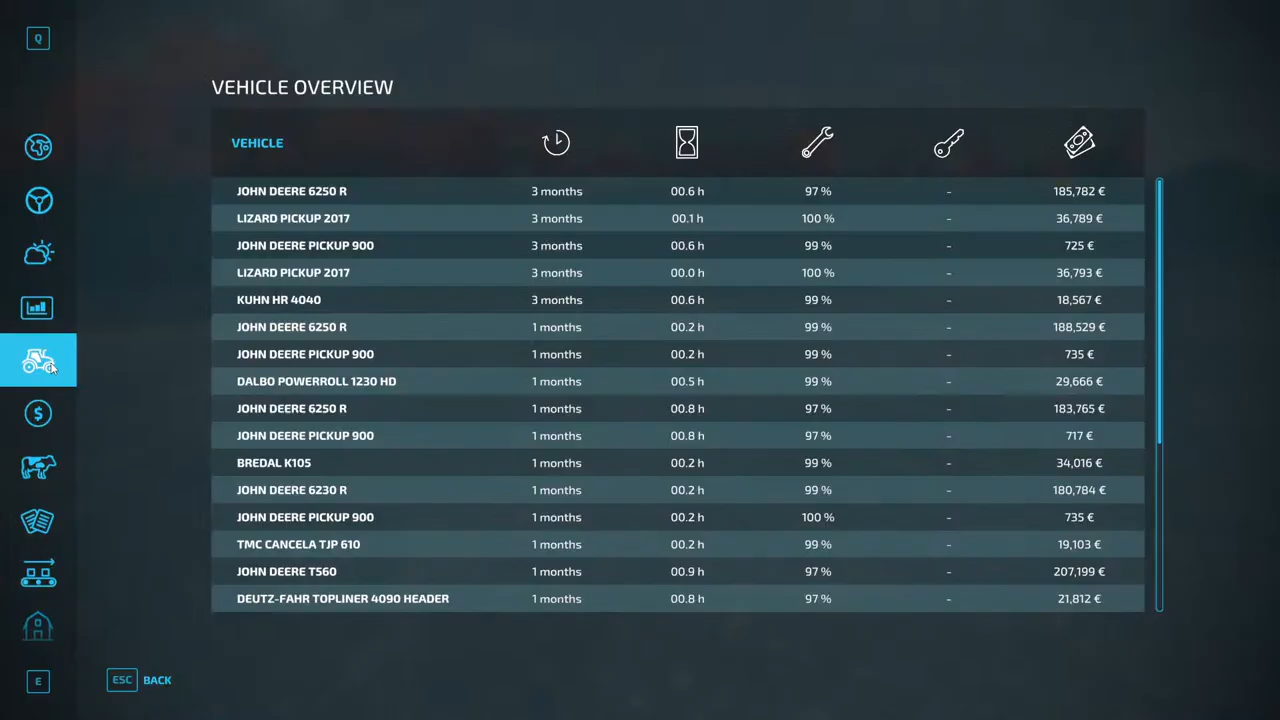 Q
VEHICLE OVERVIEW
VEHICLE
JOHN DEERE 6250 R 3 months 00.6 h 97 % - 185,782 €
LIZARD PICKUP 2017 3 months 00.1 h 100 % - 36,789 €
JOHN DEERE PICKUP 900 3 months 00.6 h 99 % - 725 €
LIZARD PICKUP 2017 3 months 00.0 h 100 % - 36,793 €
KUHN HR 4040 3 months 00.6 h 99 % - 18,567 €
JOHN DEERE 6250 R 1 months 00.2 h 99 % - 188,529 €
JOHN DEERE PICKUP 900 1 months 00.2 h 99 % - 735 €
DALBO POWERROLL 1230 HD 1 months 00.5 h 99 % - 29,666 €
JOHN DEERE 6250 R 1 months 00.8 h 97 % - 183,765 €
JOHN DEERE PICKUP 900 1 months 00.8 h 97 % - 717 €
BREDAL K105 1 months 00.2 h 99 % - 34,016 €
JOHN DEERE 6230 R 1 months 00.2 h 99 % - 180,784 €
JOHN DEERE PICKUP 900 1 months 00.2 h 100 % - 735 €
TMC CANCELA TJP 610 1 months 00.2 h 99 % - 19,103 €
JOHN DEERE T560 1 months 00.9 h 97 % - 207,199 €
DEUTZ-FAHR TOPLINER 4090 HEADER 1 months 00.8 h 97 % - 21,812 €
E
ESC BACK